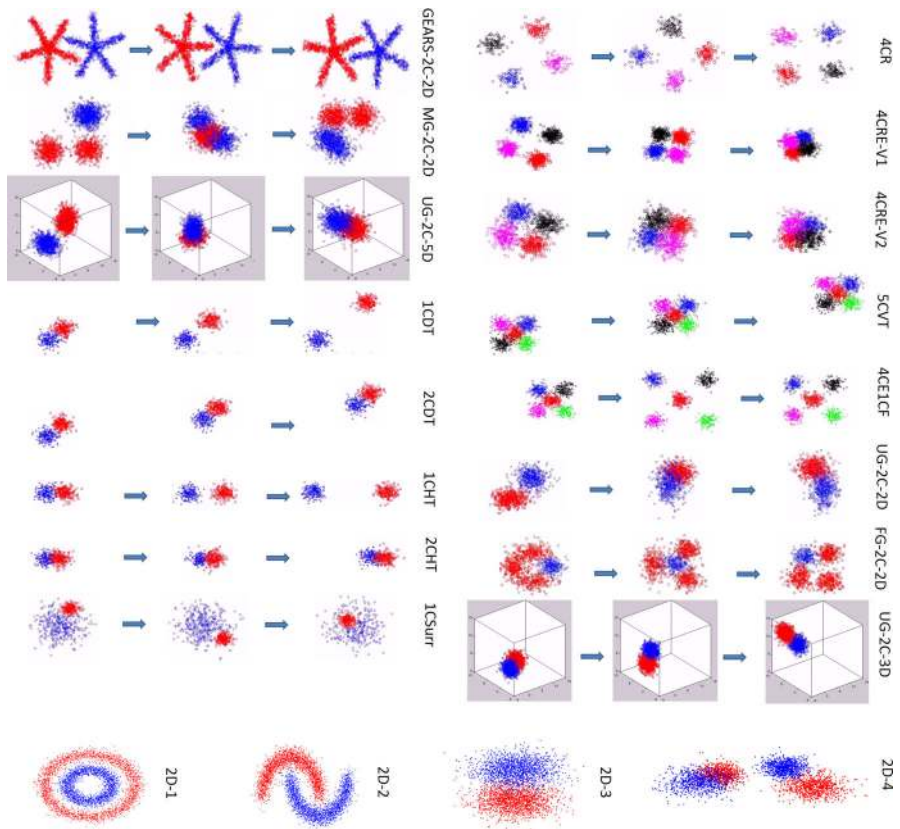 GEARS-2C-2D
MG-2C-2D
UG-2C-5D
1CDT
2CDT
1CHT
2CHT
1CSurr
4CR
4CRE-V1
4CRE-V2
5CVT
4CE1CF
UG-2C-2D
FG-2C-2D
UG-2C-3D
2D-1
2D-2
2D-3
2D-4